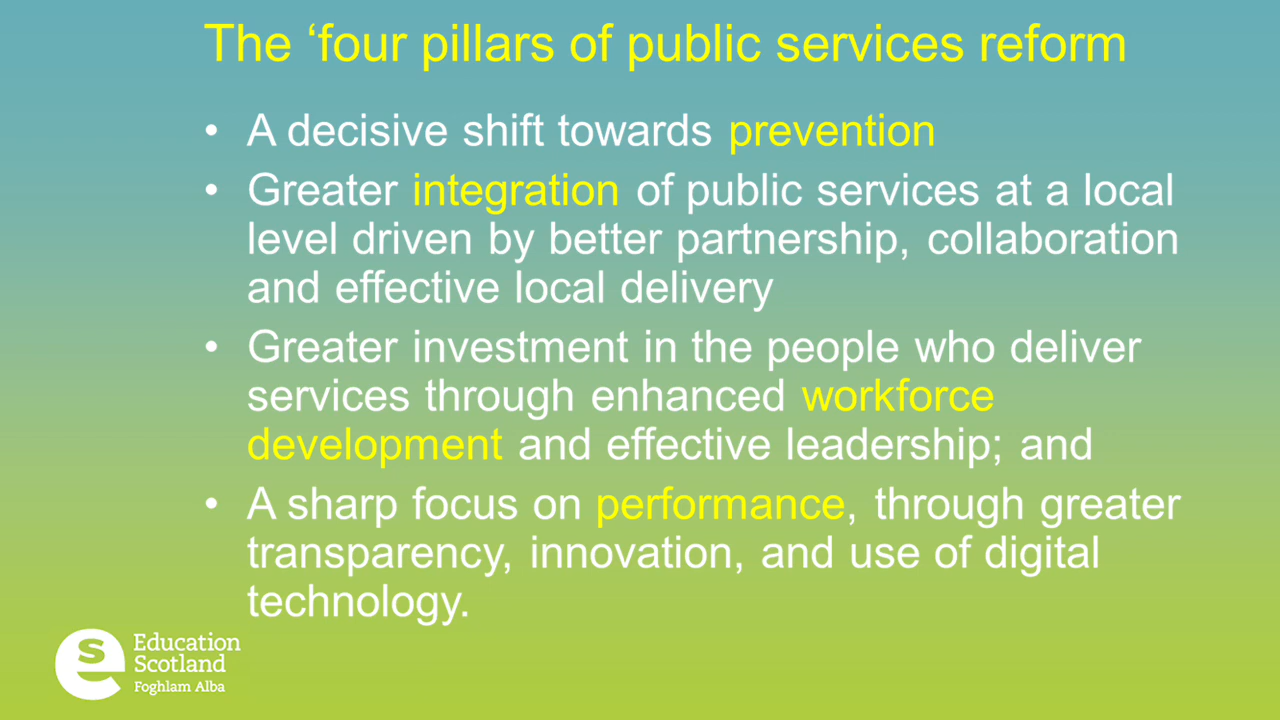 The ‘four pillars of public services reform
• A decisive shift towards prevention
• Greater integration of public services at a local
level driven by better partnership, collaboration
and effective local delivery
• Greater investment in the people who deliver
services through enhanced workforce
development and effective leadership; and
• A sharp focus on performance, through greater
transparency, innovation, and use of digital
technology.
Education
Scotland
Foghlam Alba